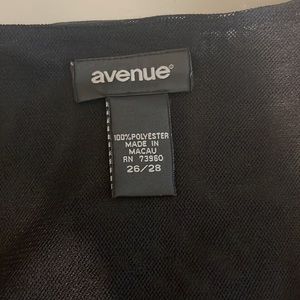 avenue®
100% POLYESTER
MADE IN
MACAU
RN 73960
26/28